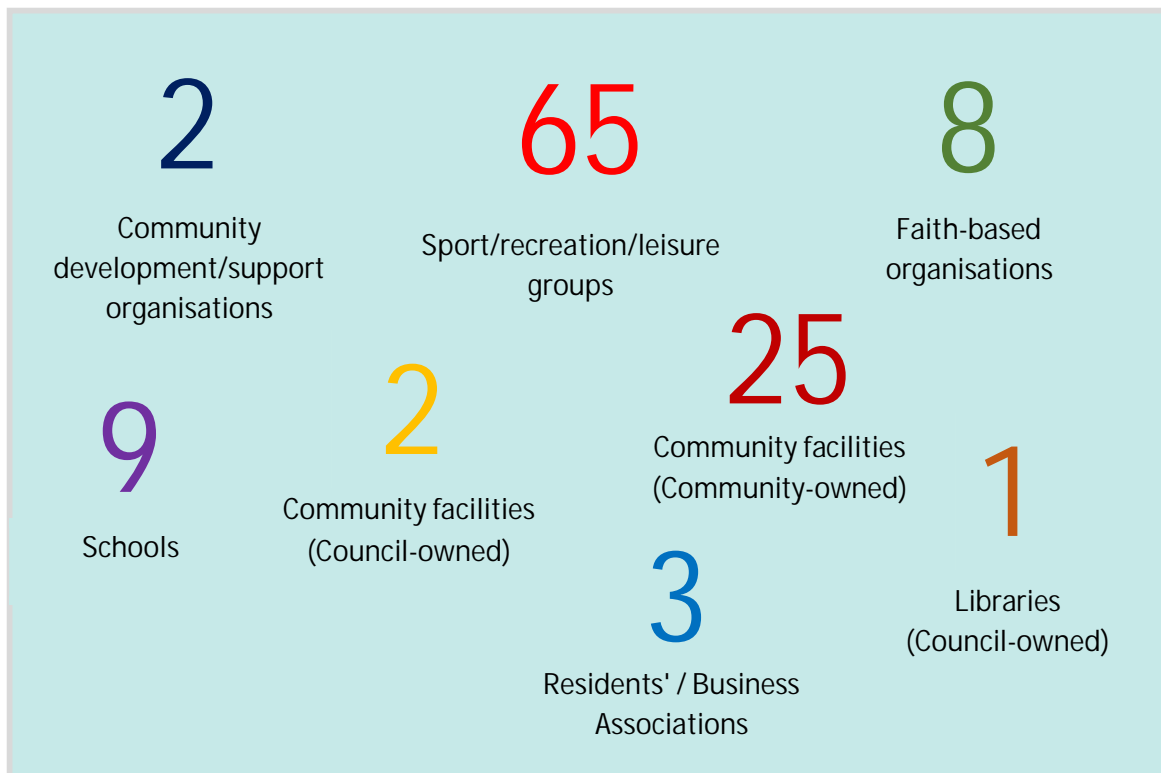 2
Community
development/support
organisations
65
Sport/recreation/leisure
groups
8
Faith-based
organisations
9
Schools
2
Community facilities
(Council-owned)
25
Community facilities
(Community-owned)
1
Libraries
(Council-owned)
3
Residents' / Business
Associations